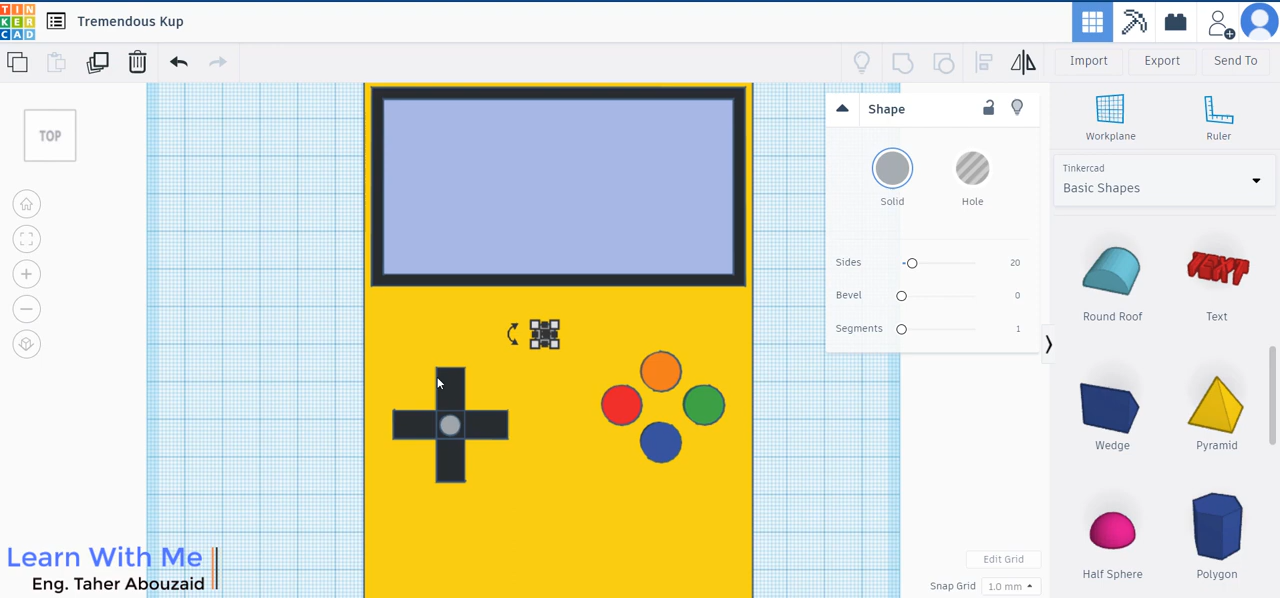 TIN
KER
CAD
Tremendous Kup
Import
Export
Send To
TOP
Shape
Solid
Hole
Sides
20
Bevel
0
Segments
1
Workplane
Ruler
Tinkercad
Basic Shapes
Round Roof
TEXT
Text
Wedge
Pyramid
Half Sphere
Polygon
Edit Grid
Snap Grid
1.0 mm
Learn With Me
Eng. Taher Abouzaid